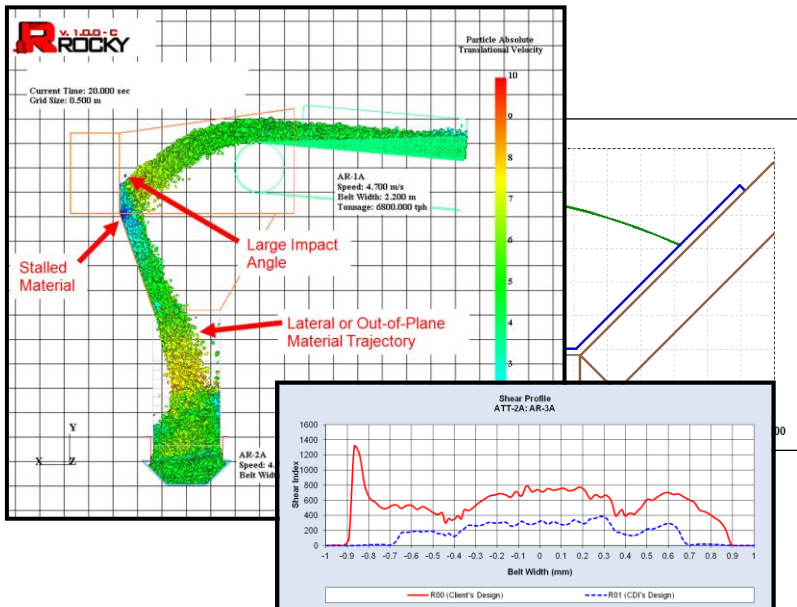 v. 1.0.0 - C
ROCKY
Particle Absolute
Translational Velocity
Current Time: 20.000 sec
Grid Size: 0.500 m
10
9
8
7
6
5
4
3
AR-1A
Speed: 4.700 m/s
Belt Width: 2.200 m
Tonnage: 6800.000 tph
Large Impact
Angle
Stalled
Material
Lateral or Out-of-Plane
Material Trajectory
Y
X
Z
AR-2A
Speed: 4.
Belt Widt
00
Shear Profile
ATT-2A: AR-3A
Shear Index
1600
1400
1200
1000
800
600
400
200
0
-1 -0.9 -0.8 -0.7 -0.6 -0.5 -0.4 -0.3 -0.2 -0.1 0 0.1 0.2 0.3 0.4 0.5 0.6 0.7 0.8 0.9 1
Belt Width (mm)
R00 (Client's Design)
R01 (CDI's Design)